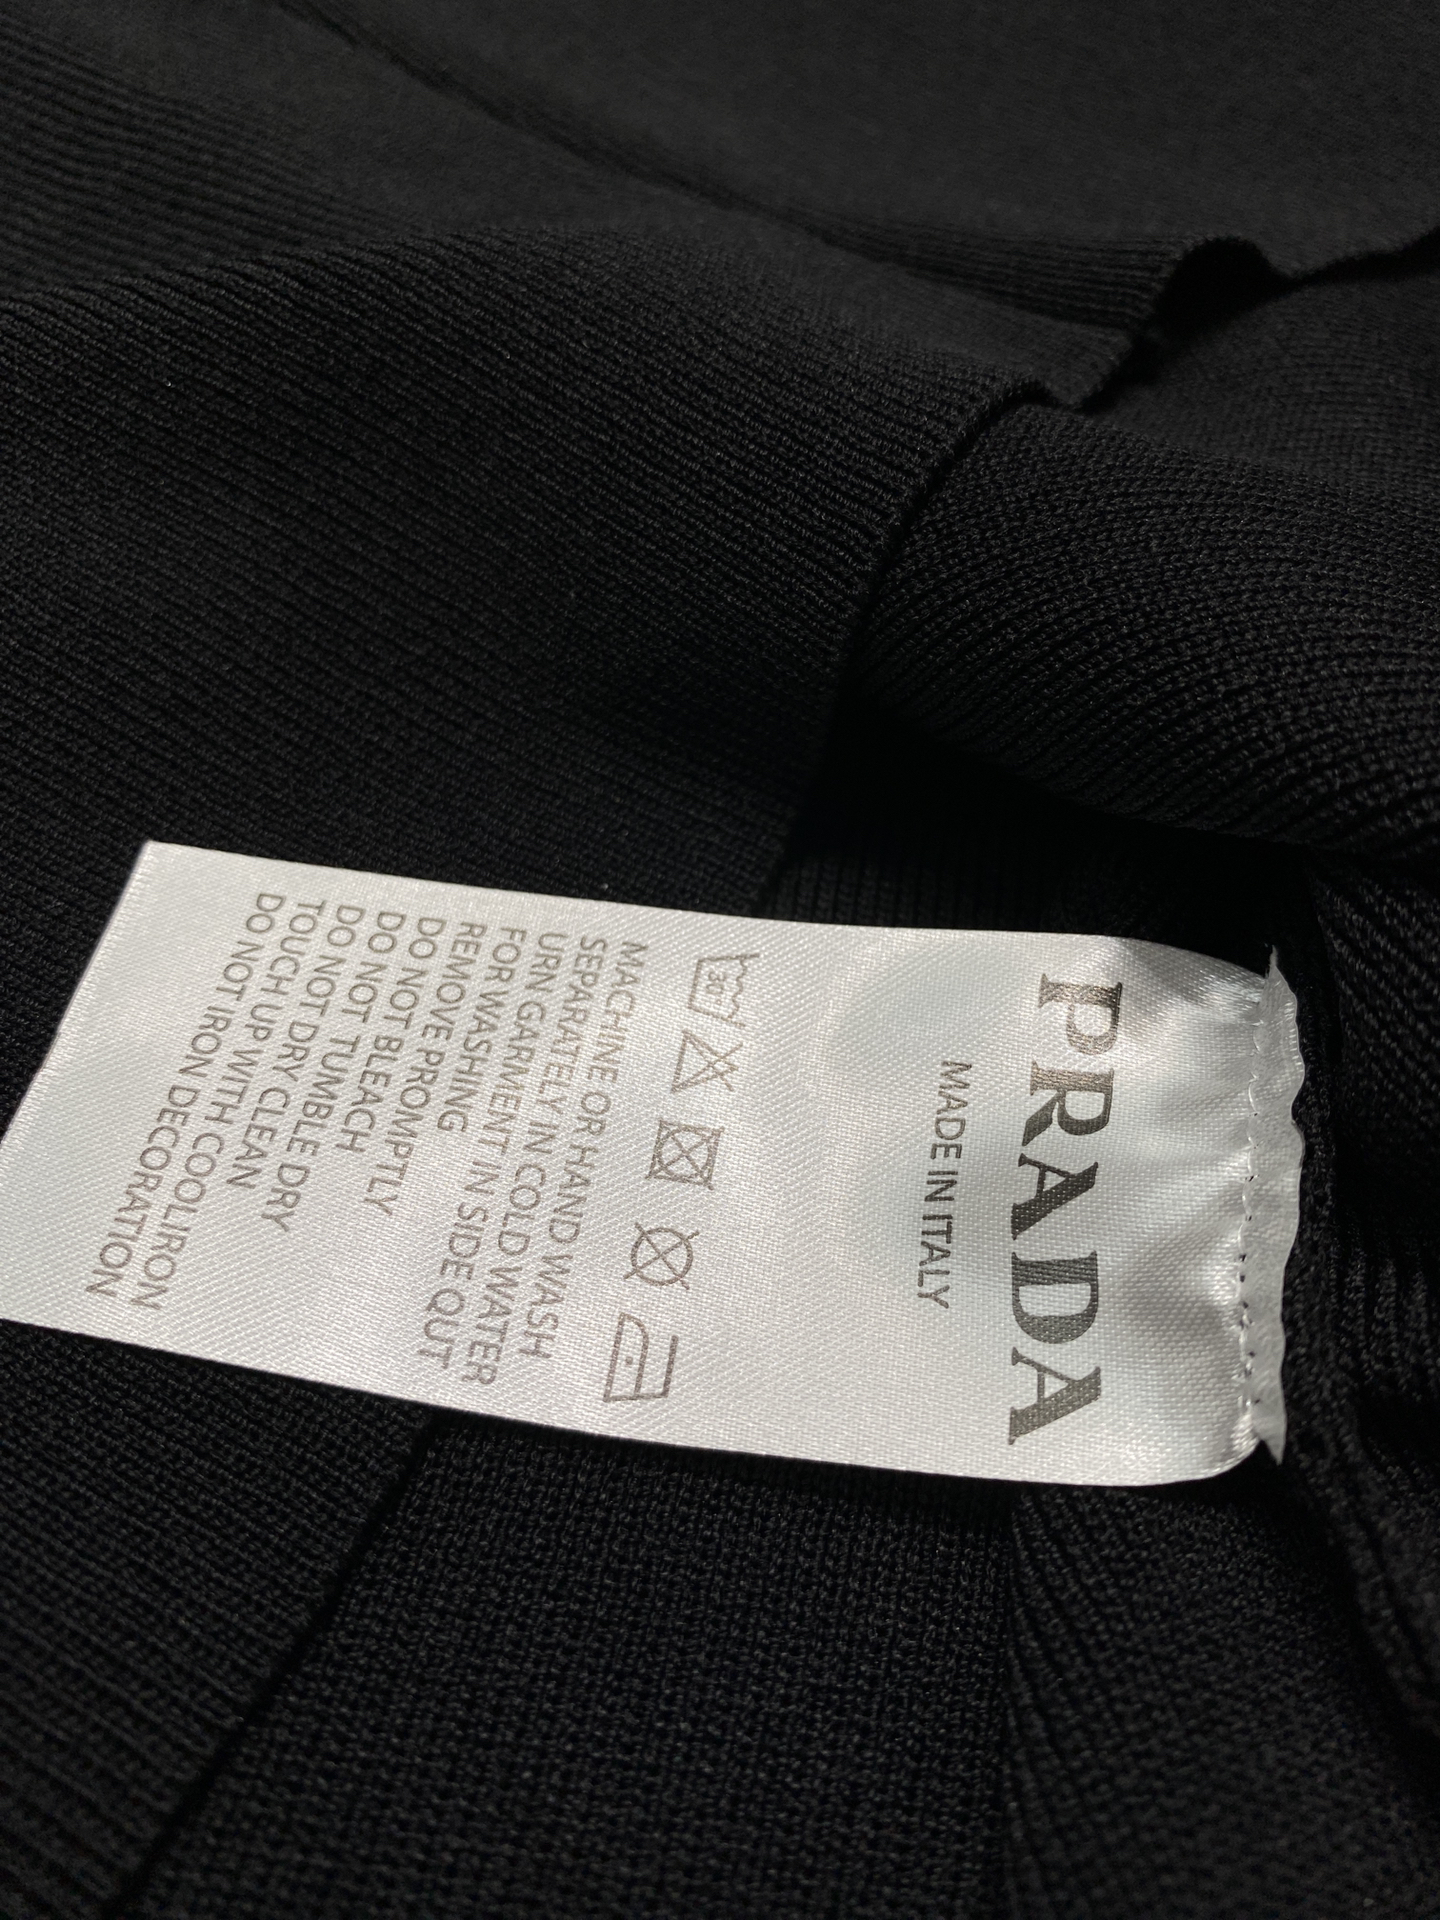 PRADA
MADE IN ITALY
30°
MACHINE OR HAND WASH
SEPARATELY IN COLD WATER
URN GARMENT IN SIDE QUT
FOR WASHING
REMOVE PROMPTLY
DO NOT BLEACH
DO NOT TUMBLE DRY
DO NOT DRY CLEAN
TOUCH UP WITH COOLIRON
DO NOT IRON DECORATION